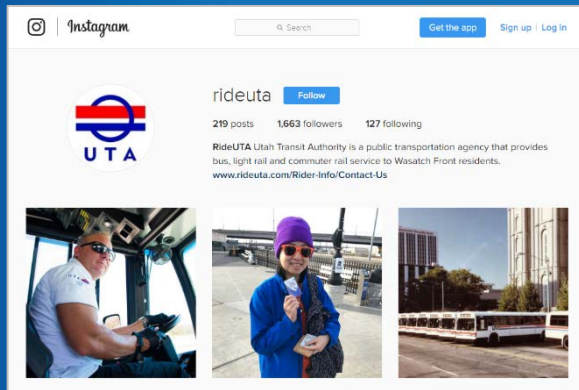 Instagram
Search
Get the app
Sign up | Log in
rideuta Follow
219 posts 1,663 followers 127 following
RideUTA Utah Transit Authority is a public transportation agency that provides
bus, light rail and commuter rail service to Wasatch Front residents.
www.rideuta.com/Rider-Info/Contact-Us
UTA